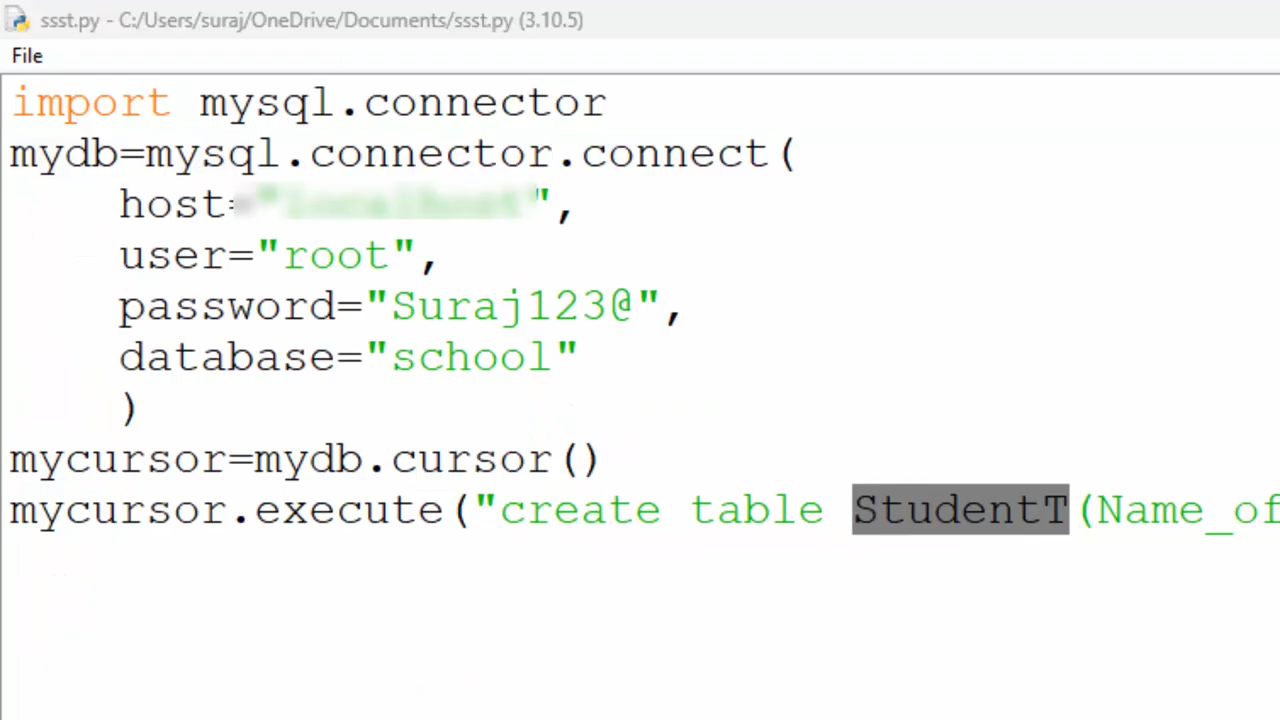 ssst.py - C:/Users/suraj/OneDrive/Documents/ssst.py (3.10.5)
File
import mysql.connector
mydb=mysql.connector.connect(
host="localhost",
user="root",
password="Suraj123@",
database="school"
)
mycursor=mydb.cursor()
mycursor.execute("create table StudentT(Name_of